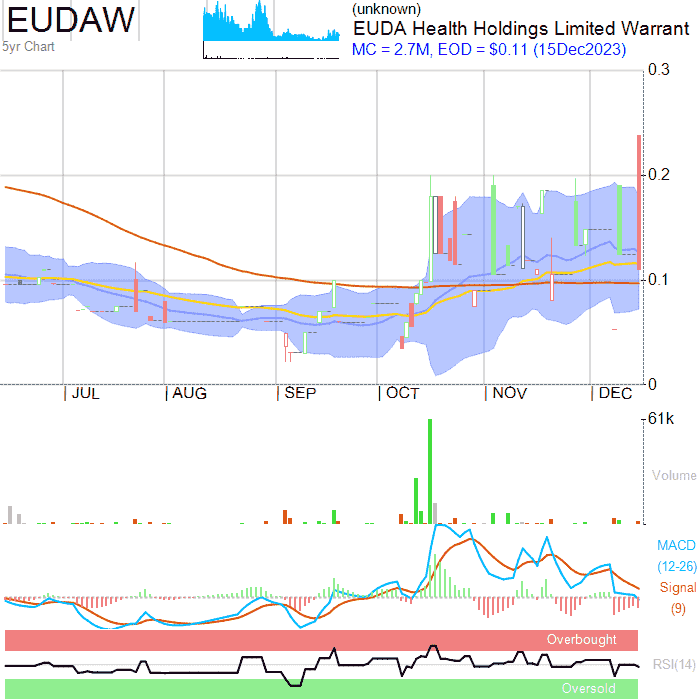 EUDAW
5yr Chart
(unknown)
EUDA Health Holdings Limited Warrant
MC = 2.7M, EOD = $0.11 (15Dec2023)
0.3
0.2
0.1
0
JUL AUG SEP OCT NOV DEC
61k
Volume
MACD
(12-26)
Signal
(9)
Overbought
RSI(14)
Oversold